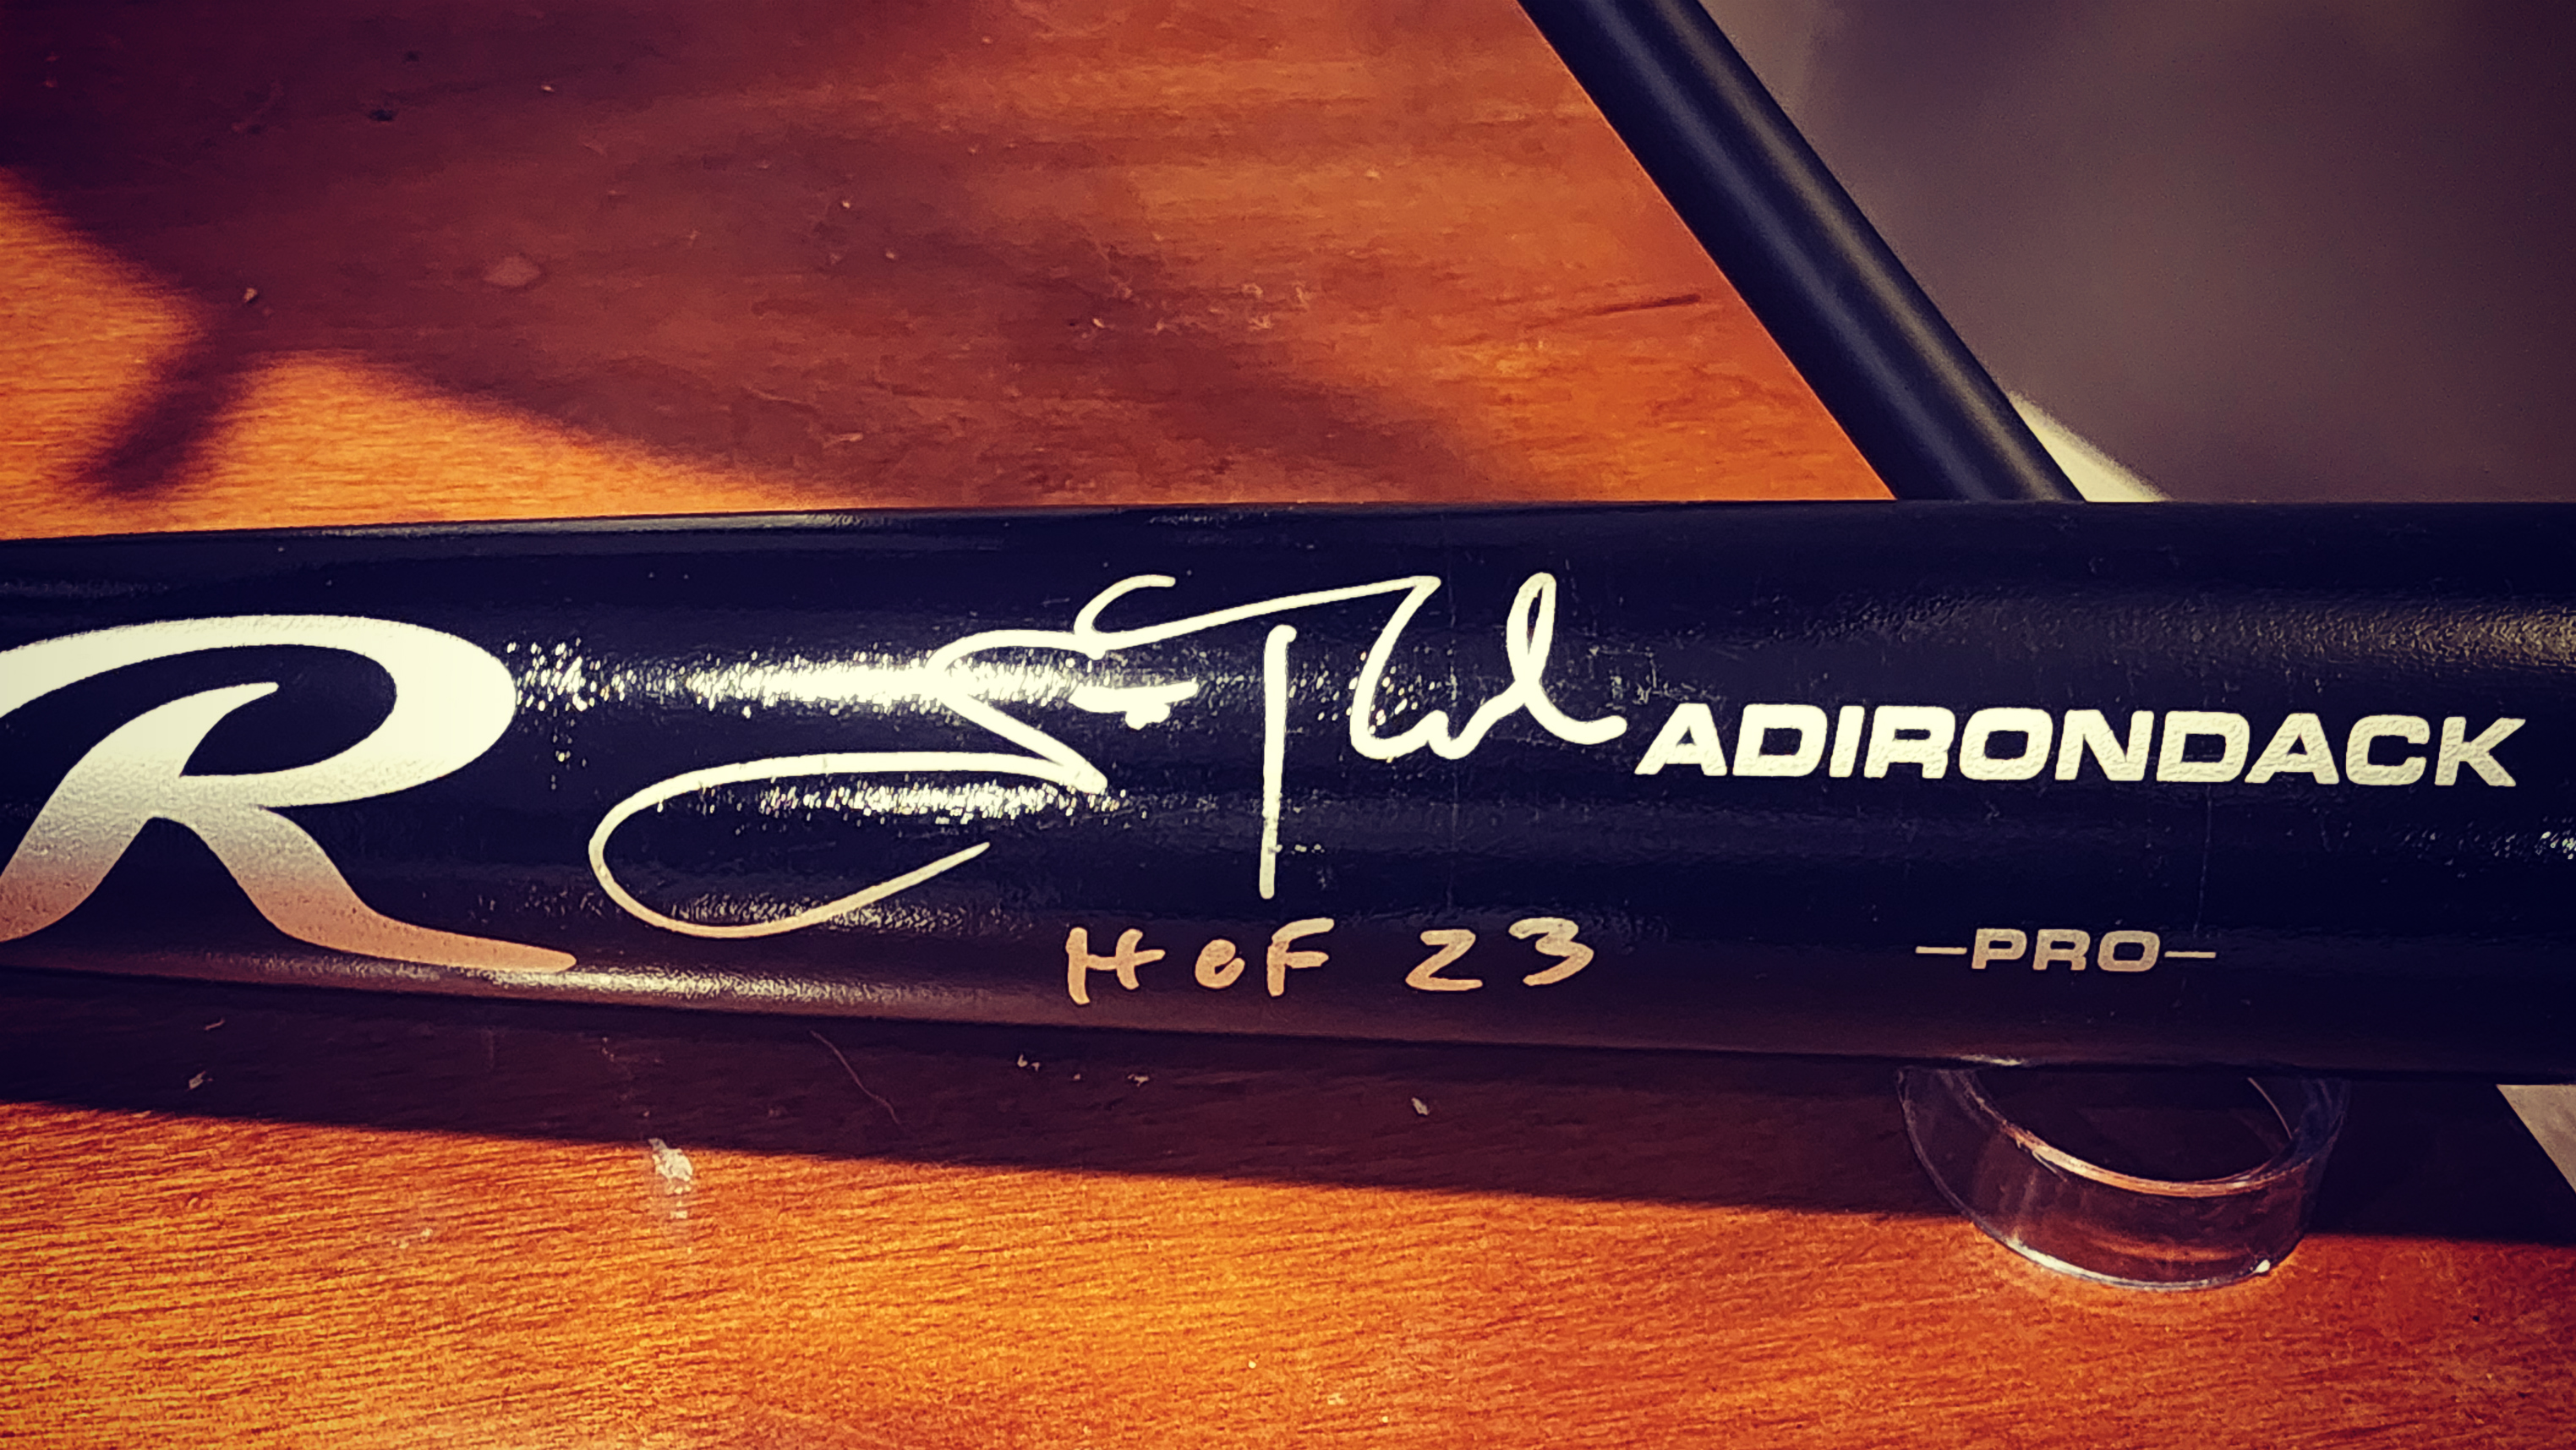 R
ADIRONDACK
HOF 23
-PRO-